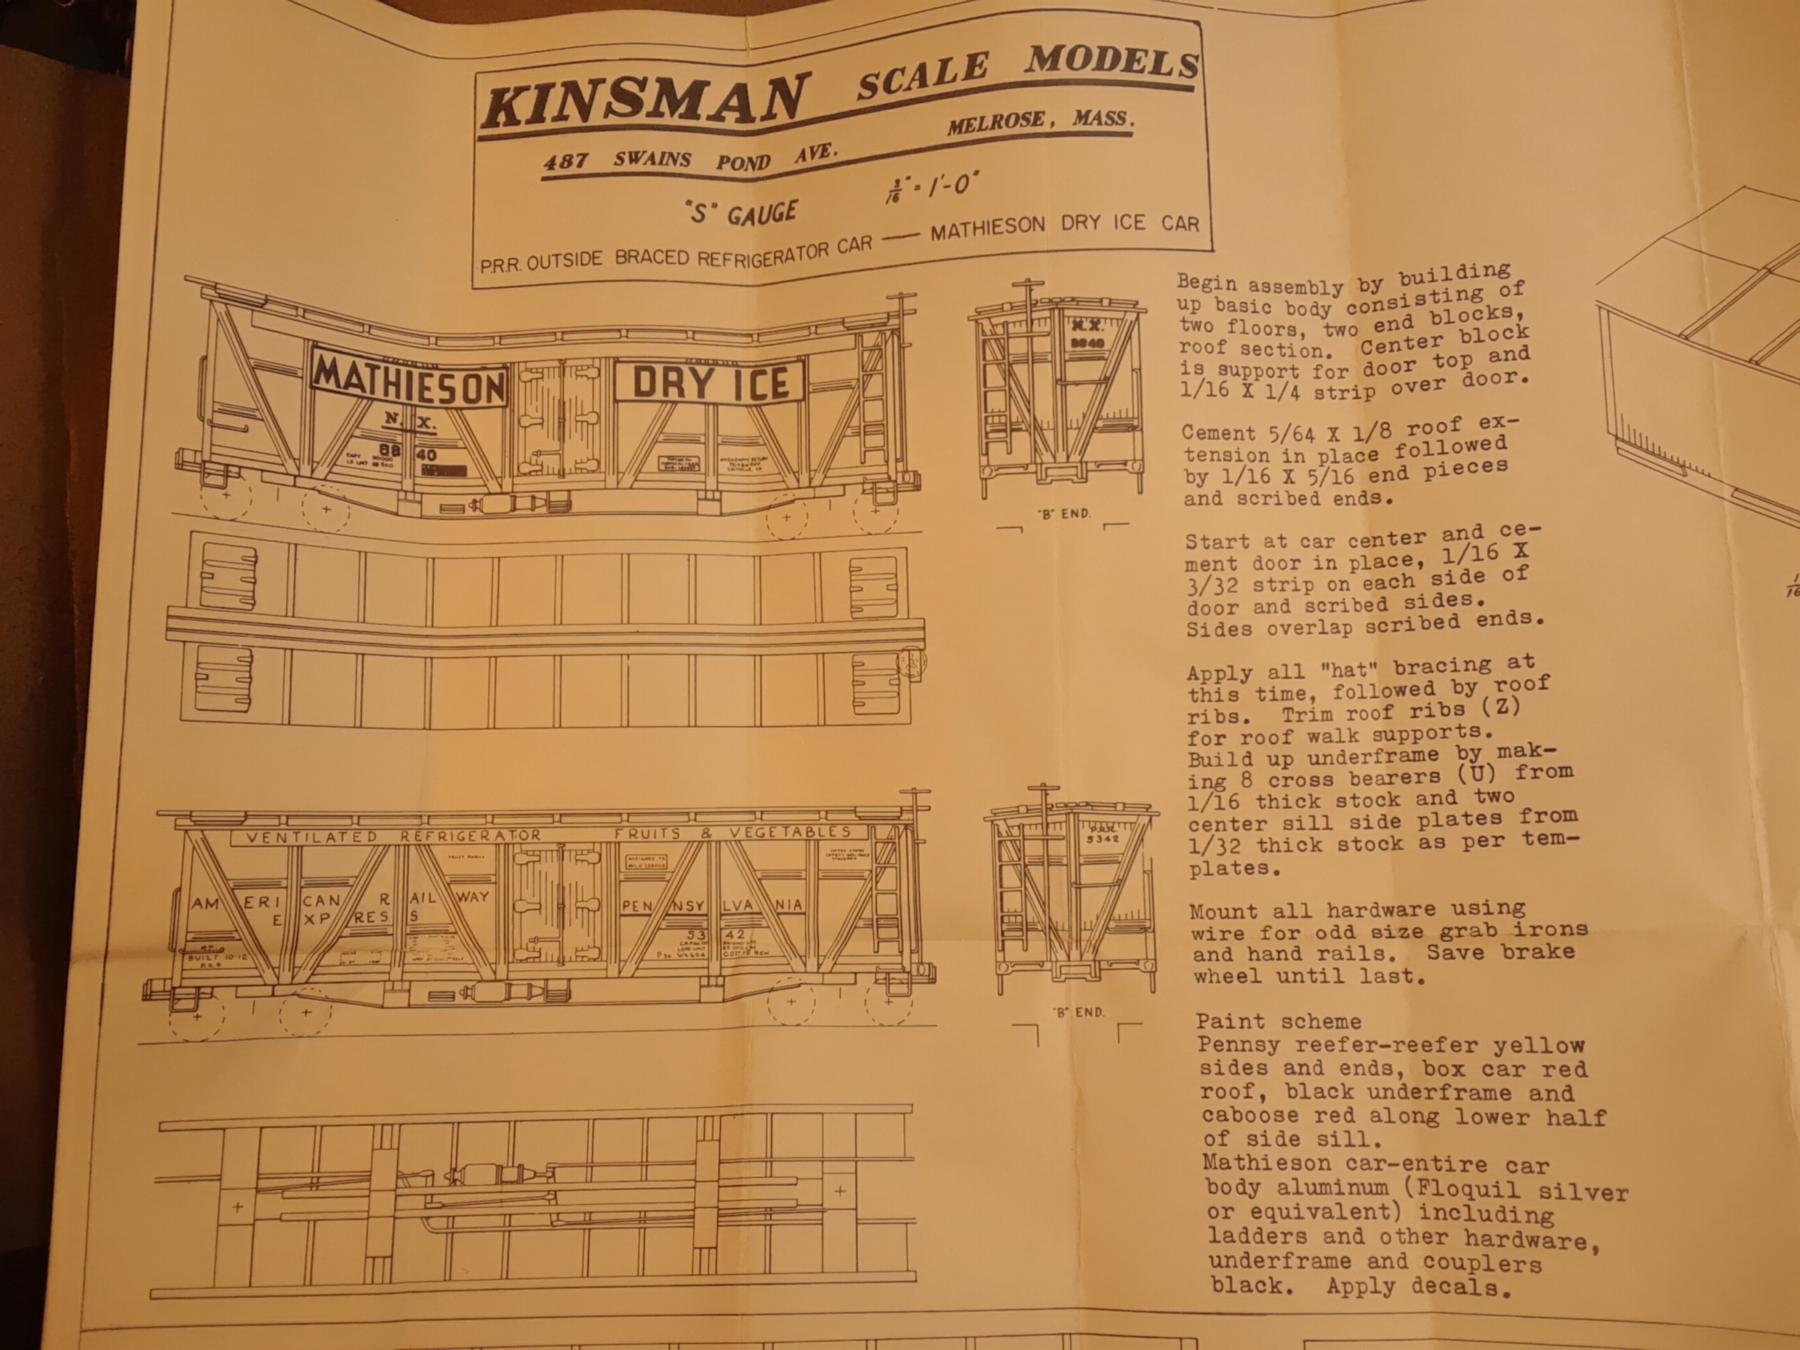 KINSMAN SCALE MODELS
487 SWAINS POND AVE. MELROSE, MASS.
"S" GAUGE 3/16" = 1'-0"
P.R.R. OUTSIDE BRACED REFRIGERATOR CAR — MATHIESON DRY ICE CAR
MATHIESON DRY ICE
N. X.
8840
N.X.
8840
"B" END.
VENTILATED REFRIGERATOR FRUITS & VEGETABLES
AMERICAN RAILWAY
EXPRESS
PENNSYLVANIA
5342
BUILT 10-12
5342
"B" END.
Begin assembly by building
up basic body consisting of
two floors, two end blocks,
roof section. Center block
is support for door top and
1/16 X 1/4 strip over door.
Cement 5/64 X 1/8 roof ex-
tension in place followed
by 1/16 X 5/16 end pieces
and scribed ends.
Start at car center and ce-
ment door in place, 1/16 X
3/32 strip on each side of
door and scribed sides.
Sides overlap scribed ends.
Apply all "hat" bracing at
this time, followed by roof
ribs. Trim roof ribs (Z)
for roof walk supports.
Build up underframe by mak-
ing 8 cross bearers (U) from
1/16 thick stock and two
center sill side plates from
1/32 thick stock as per tem-
plates.
Mount all hardware using
wire for odd size grab irons
and hand rails. Save brake
wheel until last.
Paint scheme
Pennsy reefer-reefer yellow
sides and ends, box car red
roof, black underframe and
caboose red along lower half
of side sill.
Mathieson car-entire car
body aluminum (Floquil silver
or equivalent) including
ladders and other hardware,
underframe and couplers
black. Apply decals.